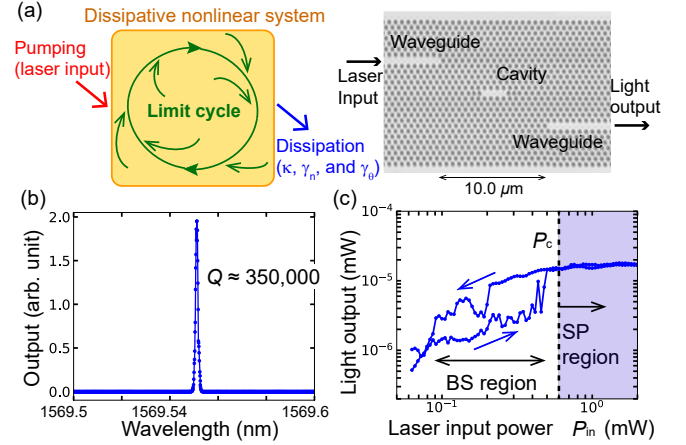 (a)
Dissipative nonlinear system
Pumping
(laser input)
Limit cycle
Dissipation
(κ, γn, and γθ)
Waveguide
Laser
Input
Cavity
Light
output
Waveguide
10.0 μm
(b)
Output (arb. unit)
2.0
1.5
1.0
0.5
0.0
Q ≈ 350,000
1569.5 1569.54 1569.6
Wavelength (nm)
(c)
Light output (mW)
10⁻⁴
10⁻⁵
10⁻⁶
Pc
SP
region
BS region
10⁻¹ 10⁰
Laser input power Pin (mW)